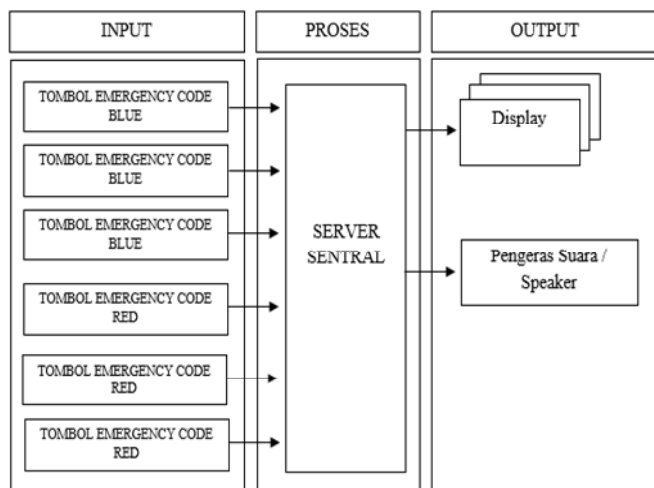 INPUT
PROSES
OUTPUT
TOMBOL EMERGENCY CODE
BLUE
TOMBOL EMERGENCY CODE
BLUE
TOMBOL EMERGENCY CODE
BLUE
TOMBOL EMERGENCY CODE
RED
TOMBOL EMERGENCY CODE
RED
TOMBOL EMERGENCY CODE
RED
SERVER
SENTRAL
Display
Pengeras Suara /
Speaker